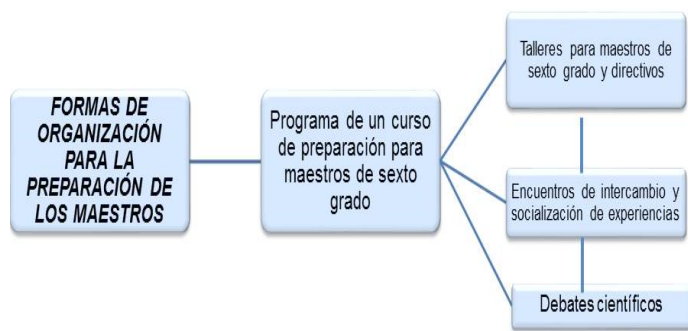 FORMAS DE
ORGANIZACIÓN
PARA LA
PREPARACIÓN DE
LOS MAESTROS
Programa de un curso
de preparación para
maestros de sexto
grado
Talleres para maestros de
sexto grado y directivos
Encuentros de intercambio y
socialización de experiencias
Debates científicos